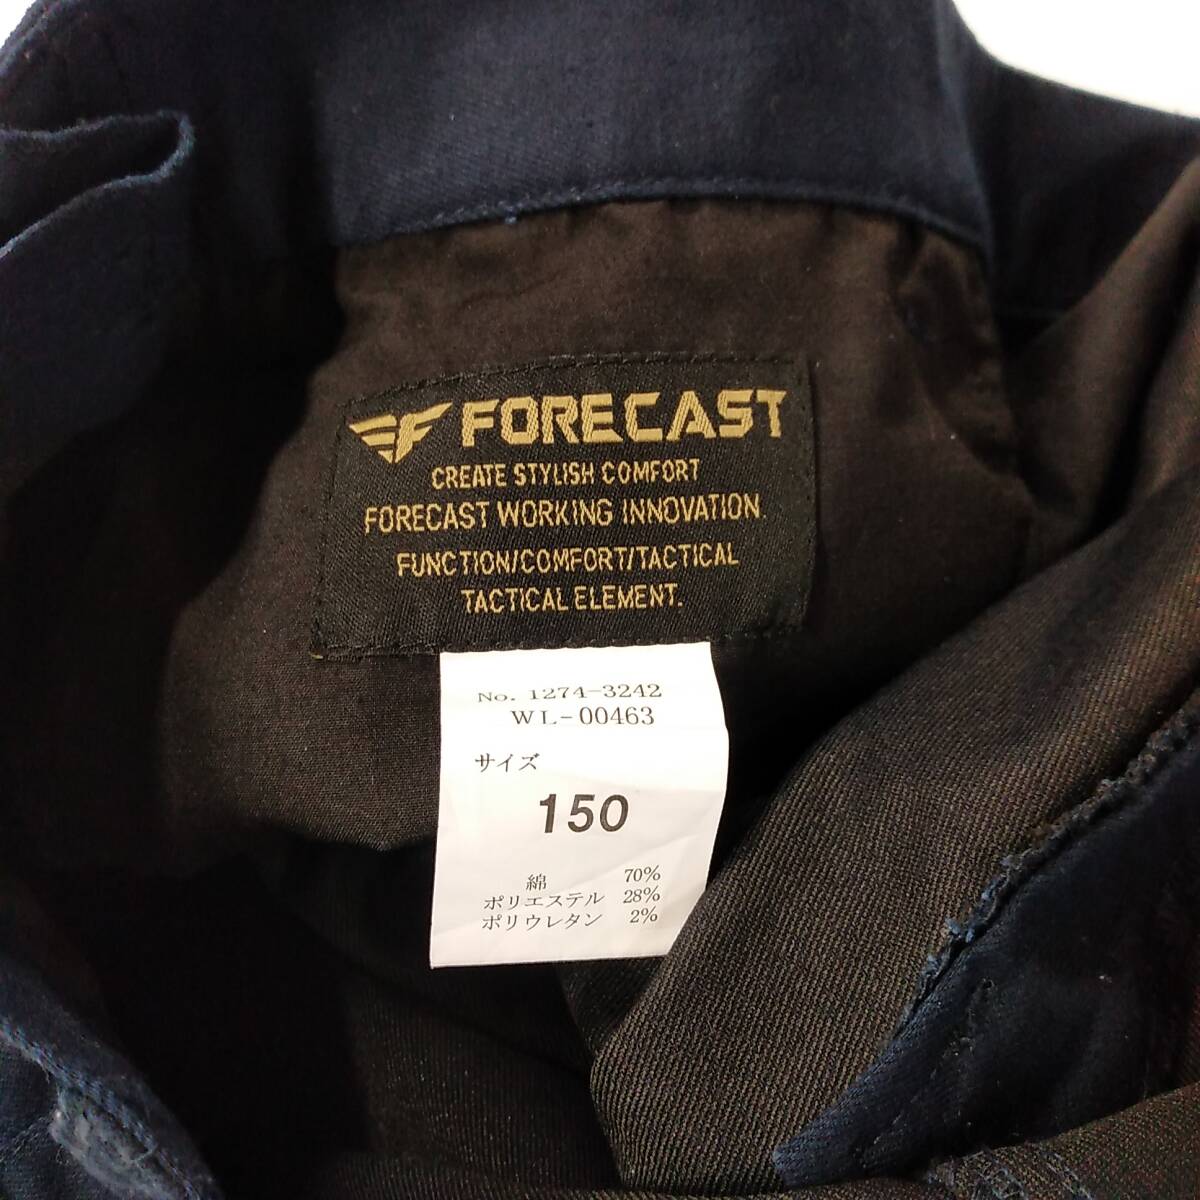 F FORECAST
CREATE STYLISH COMFORT
FORECAST WORKING INNOVATION
FUNCTION/COMFORT/TACTICAL
TACTICAL ELEMENT.
No. 1274-3242
WL-00463
サイズ
150
綿 70%
ポリエステル 28%
ポリウレタン 2%